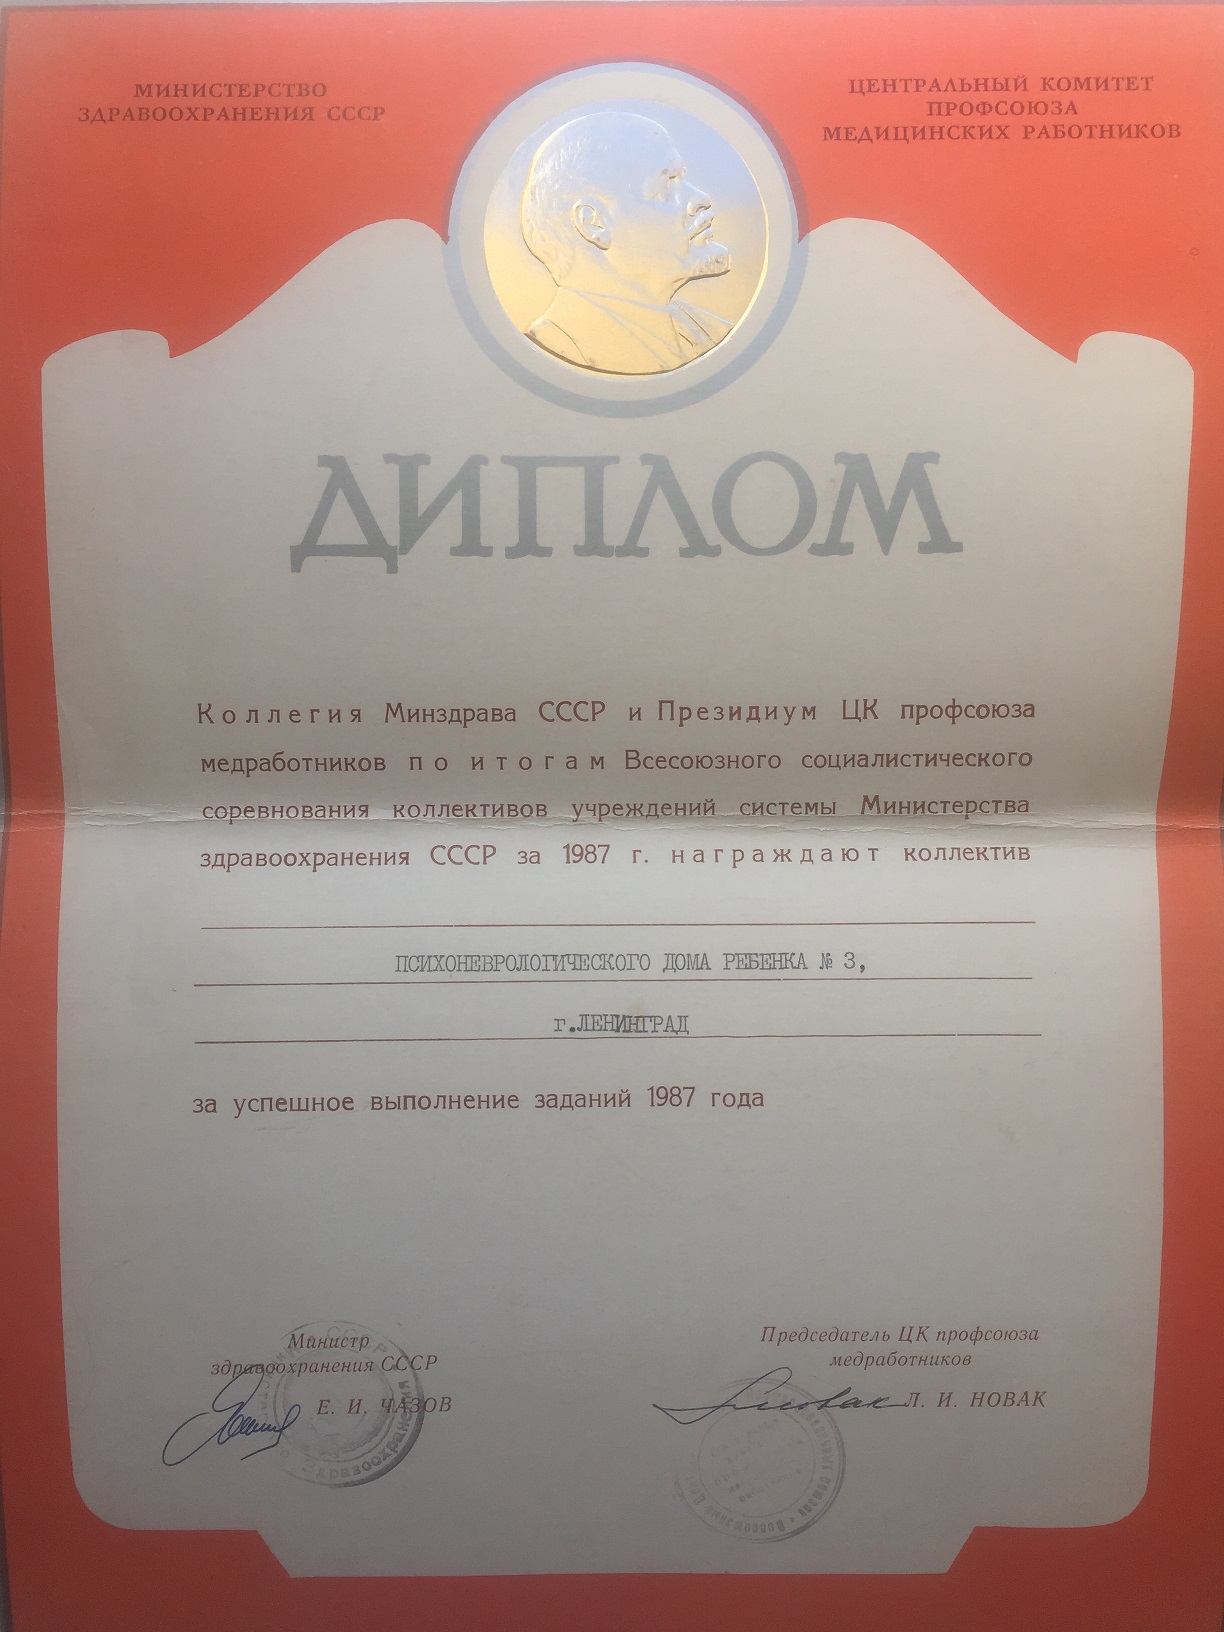 МИНИСТЕРСТВО
ЗДРАВООХРАНЕНИЯ СССР
ЦЕНТРАЛЬНЫЙ КОМИТЕТ
ПРОФСОЮЗА
МЕДИЦИНСКИХ РАБОТНИКОВ
ДИПЛОМ
Коллегия Минздрава СССР и Президиум ЦК профсоюза
медработников по итогам Всесоюзного социалистического
соревнования коллективов учреждений системы Министерства
здравоохранения СССР за 1987 г. награждают коллектив
ПСИХОНЕВРОЛОГИЧЕСКОГО ДОМА РЕБЕНКА № 3,
г.ЛЕНИНГРАД
за успешное выполнение заданий 1987 года
Министр
здравоохранения СССР
Е. И. ЧАЗОВ
Председатель ЦК профсоюза
медработников
Л. И. НОВАК